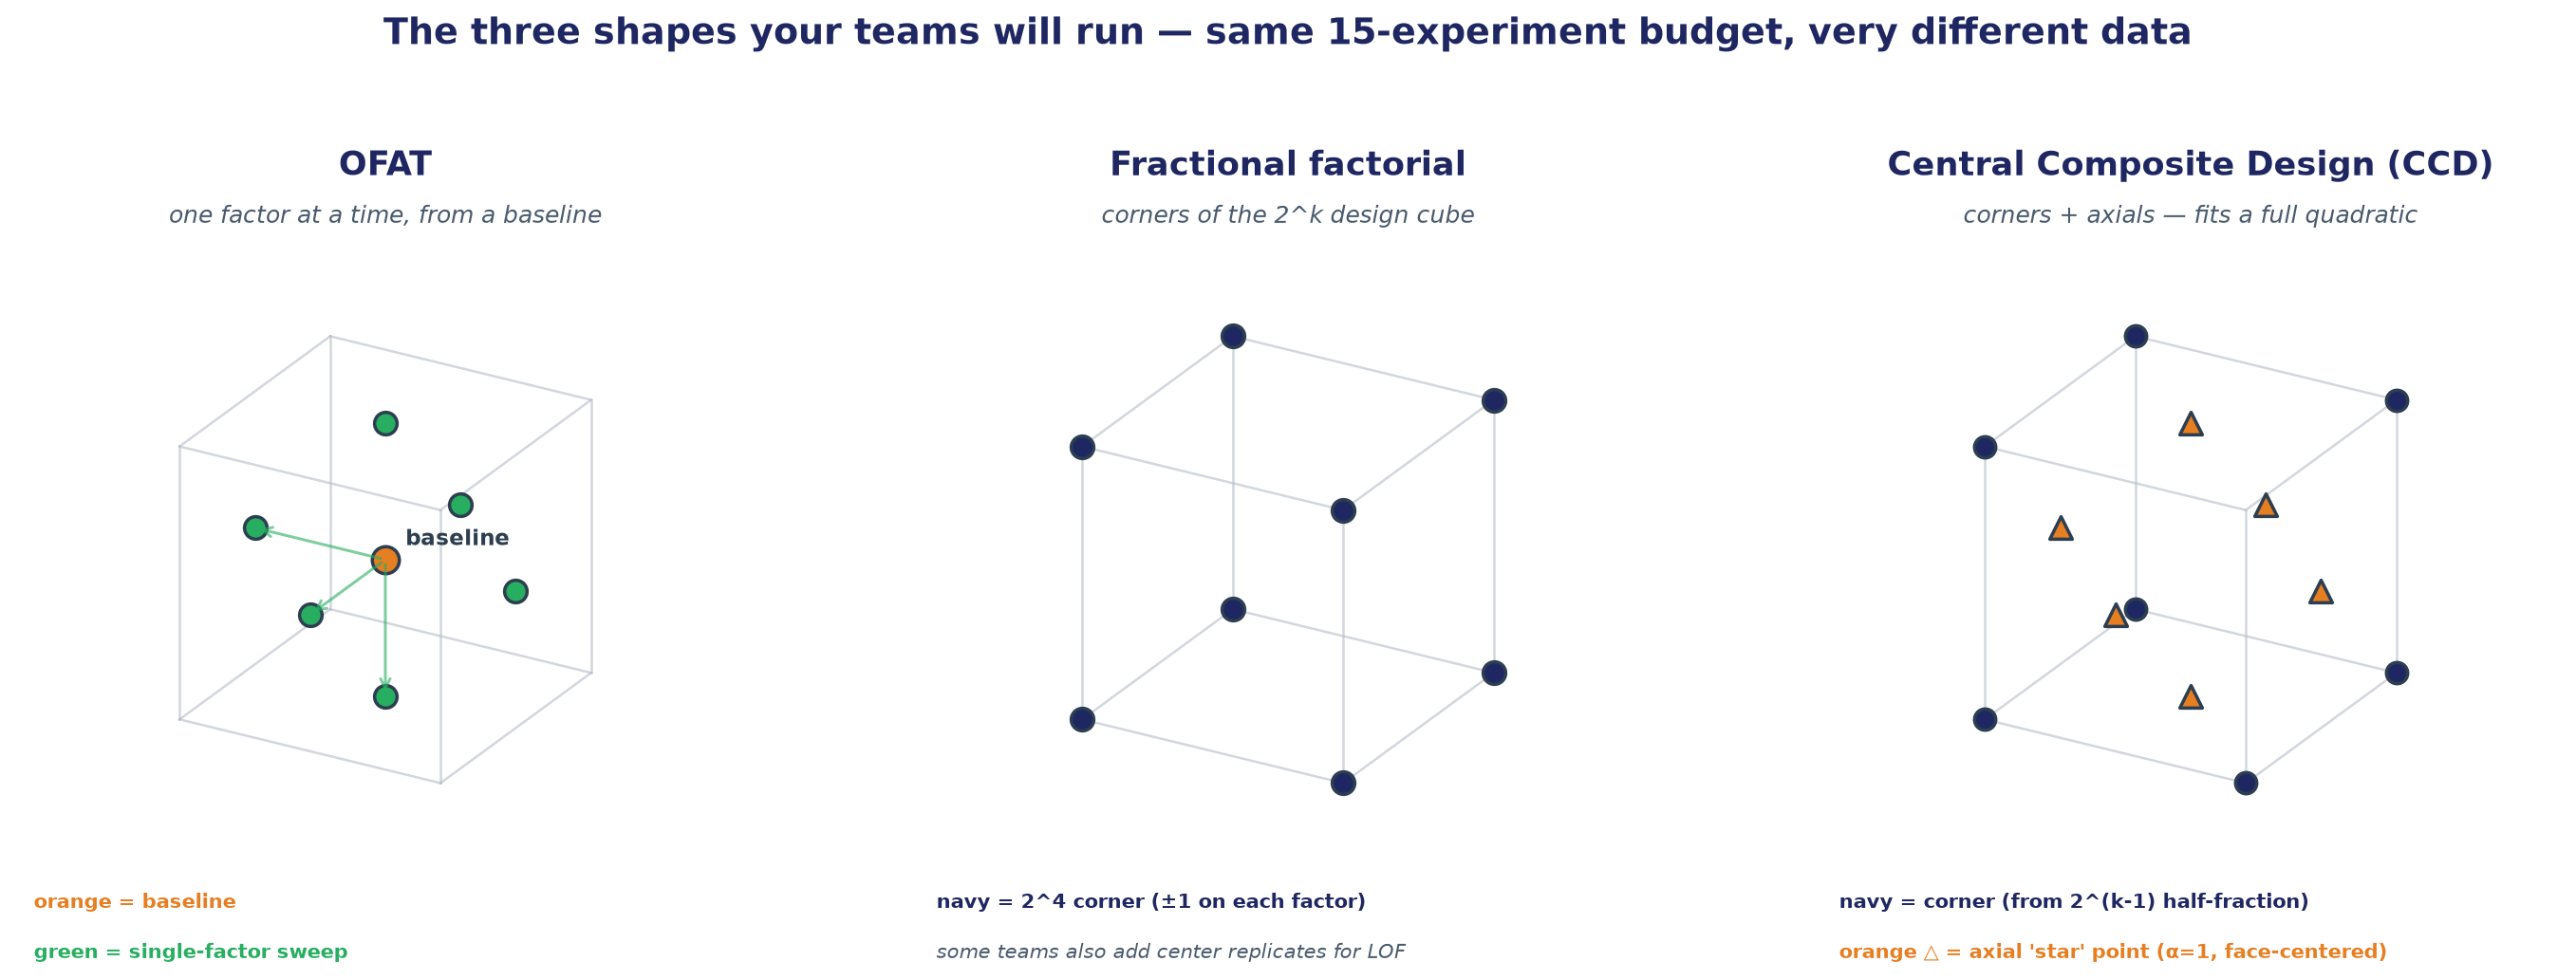 The three shapes your teams will run — same 15-experiment budget, very different data
OFAT
one factor at a time, from a baseline
baseline
orange = baseline
green = single-factor sweep
Fractional factorial
corners of the 2^k design cube
navy = 2^4 corner (±1 on each factor)
some teams also add center replicates for LOF
Central Composite Design (CCD)
corners + axials — fits a full quadratic
navy = corner (from 2^(k-1) half-fraction)
orange △ = axial 'star' point (α=1, face-centered)